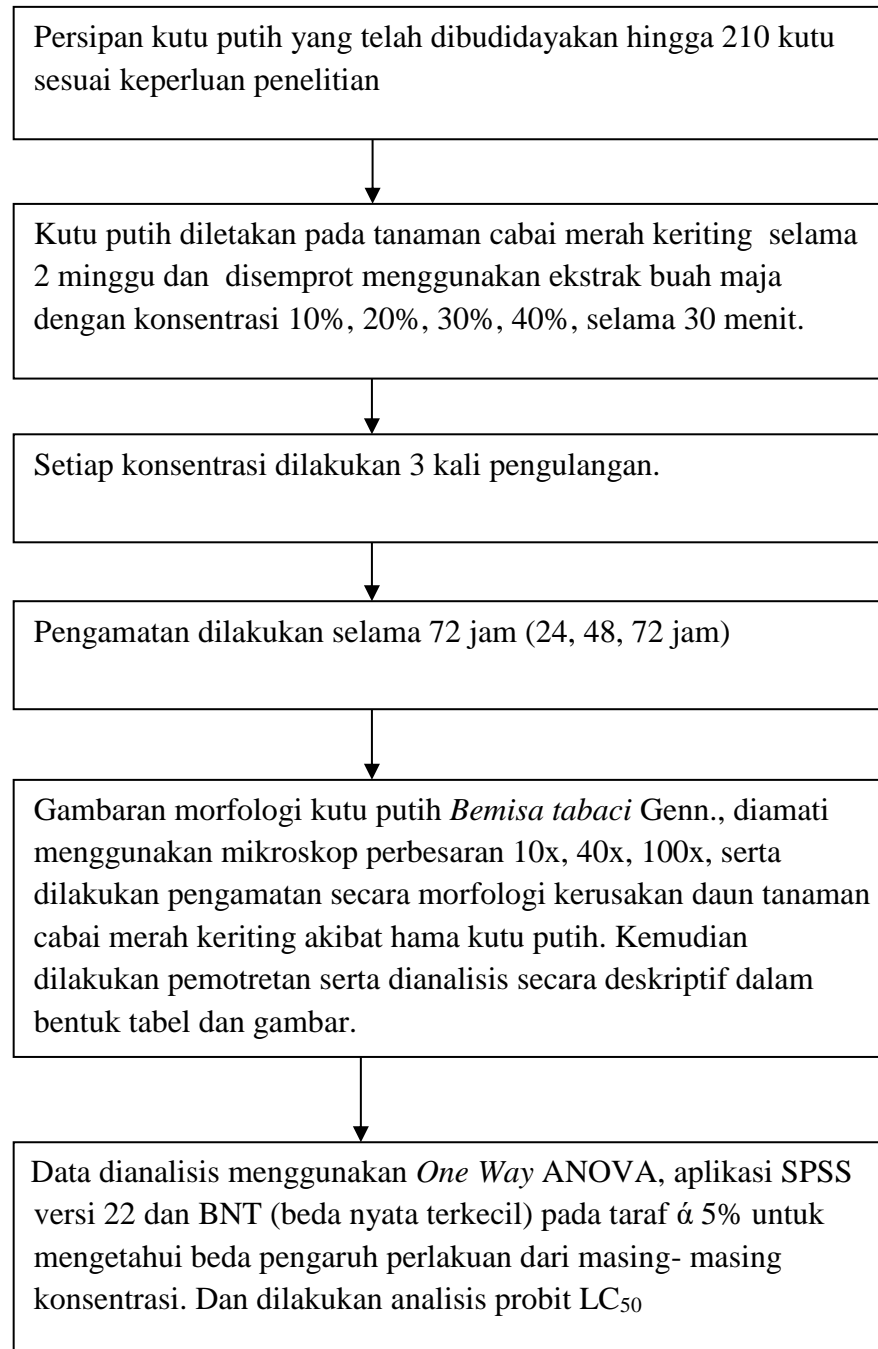 Persipan kutu putih yang telah dibudidayakan hingga 210 kutu
sesuai keperluan penelitian
Kutu putih diletakan pada tanaman cabai merah keriting selama
2 minggu dan disemprot menggunakan ekstrak buah maja
dengan konsentrasi 10%, 20%, 30%, 40%, selama 30 menit.
Setiap konsentrasi dilakukan 3 kali pengulangan.
Pengamatan dilakukan selama 72 jam (24, 48, 72 jam)
Gambaran morfologi kutu putih Bemisa tabaci Genn., diamati
menggunakan mikroskop perbesaran 10x, 40x, 100x, serta
dilakukan pengamatan secara morfologi kerusakan daun tanaman
cabai merah keriting akibat hama kutu putih. Kemudian
dilakukan pemotretan serta dianalisis secara deskriptif dalam
bentuk tabel dan gambar.
Data dianalisis menggunakan One Way ANOVA, aplikasi SPSS
versi 22 dan BNT (beda nyata terkecil) pada taraf ά 5% untuk
mengetahui beda pengaruh perlakuan dari masing- masing
konsentrasi. Dan dilakukan analisis probit LC₅₀